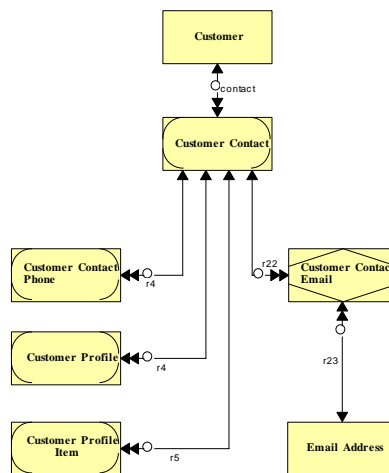 Customer
contact
Customer Contact
Customer Contact
Phone
r4
r22
Customer Contact
Email
Customer Profile
r4
r23
Customer Profile
Item
r5
Email Address